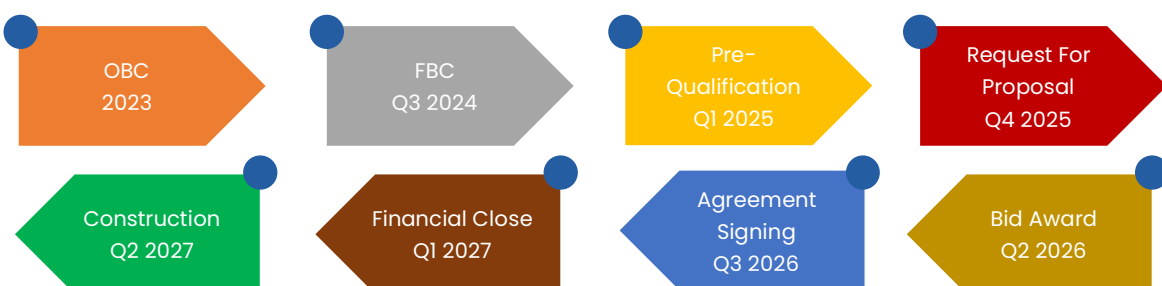 OBC
2023
FBC
Q3 2024
Pre-
Qualification
Q1 2025
Request For
Proposal
Q4 2025
Construction
Q2 2027
Financial Close
Q1 2027
Agreement
Signing
Q3 2026
Bid Award
Q2 2026